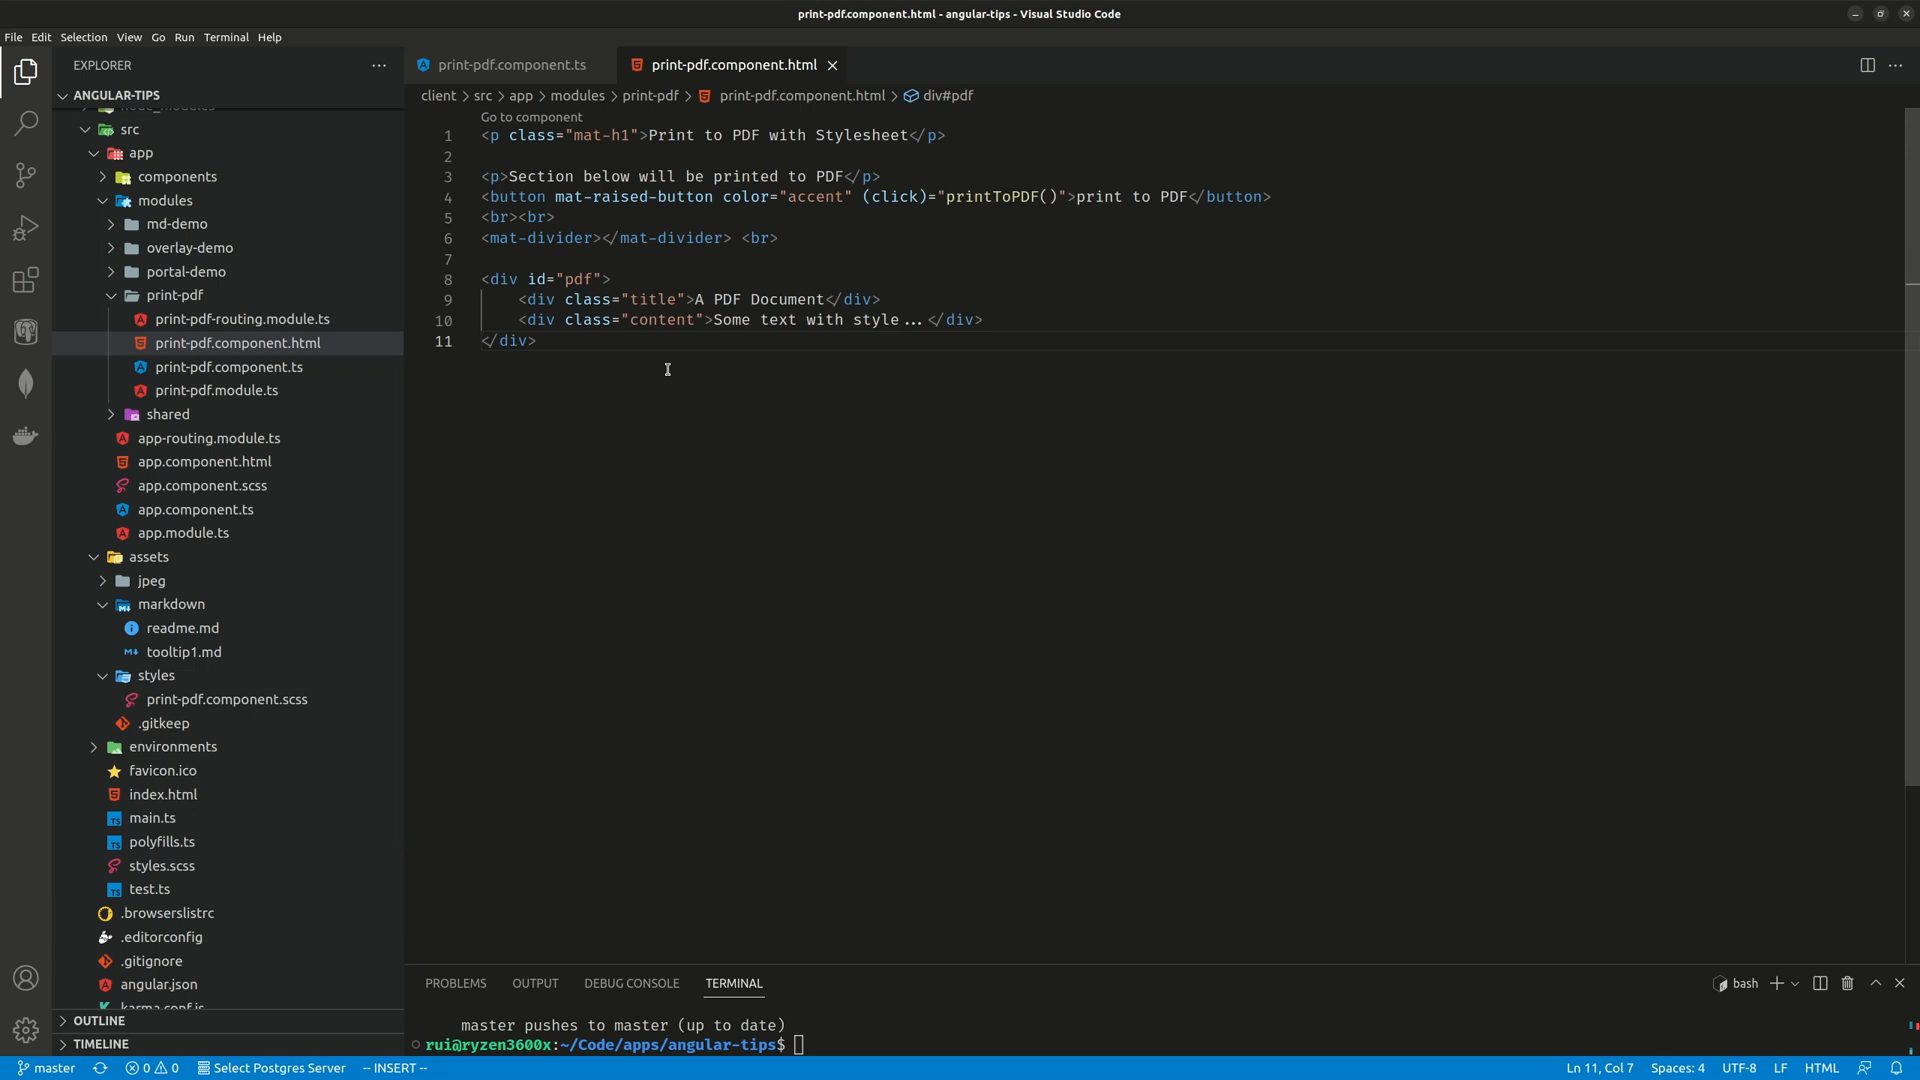 print-pdf.component.html - angular-tips - Visual Studio Code
File Edit Selection View Go Run Terminal Help
EXPLORER
ANGULAR-TIPS
node_modules
src
app
components
modules
md-demo
overlay-demo
portal-demo
print-pdf
print-pdf-routing.module.ts
print-pdf.component.html
print-pdf.component.ts
print-pdf.module.ts
shared
app-routing.module.ts
app.component.html
app.component.scss
app.component.ts
app.module.ts
assets
jpeg
markdown
readme.md
tooltip1.md
styles
print-pdf.component.scss
.gitkeep
environments
favicon.ico
index.html
main.ts
polyfills.ts
styles.scss
test.ts
.browserslistrc
.editorconfig
.gitignore
angular.json
karma.conf.js
OUTLINE
TIMELINE
print-pdf.component.ts print-pdf.component.html
client > src > app > modules > print-pdf > print-pdf.component.html > div#pdf
Go to component
1 <p class="mat-h1">Print to PDF with Stylesheet</p>
2
3 <p>Section below will be printed to PDF</p>
4 <button mat-raised-button color="accent" (click)="printToPDF()">print to PDF</button>
5 <br><br>
6 <mat-divider></mat-divider> <br>
7
8 <div id="pdf">
9 <div class="title">A PDF Document</div>
10 <div class="content">Some text with style...</div>
11 </div>
PROBLEMS OUTPUT DEBUG CONSOLE TERMINAL bash
master pushes to master (up to date)
rui@ryzen3600x:~/Code/apps/angular-tips$
master 0 0 Select Postgres Server -- INSERT -- Ln 11, Col 7 Spaces: 4 UTF-8 LF HTML